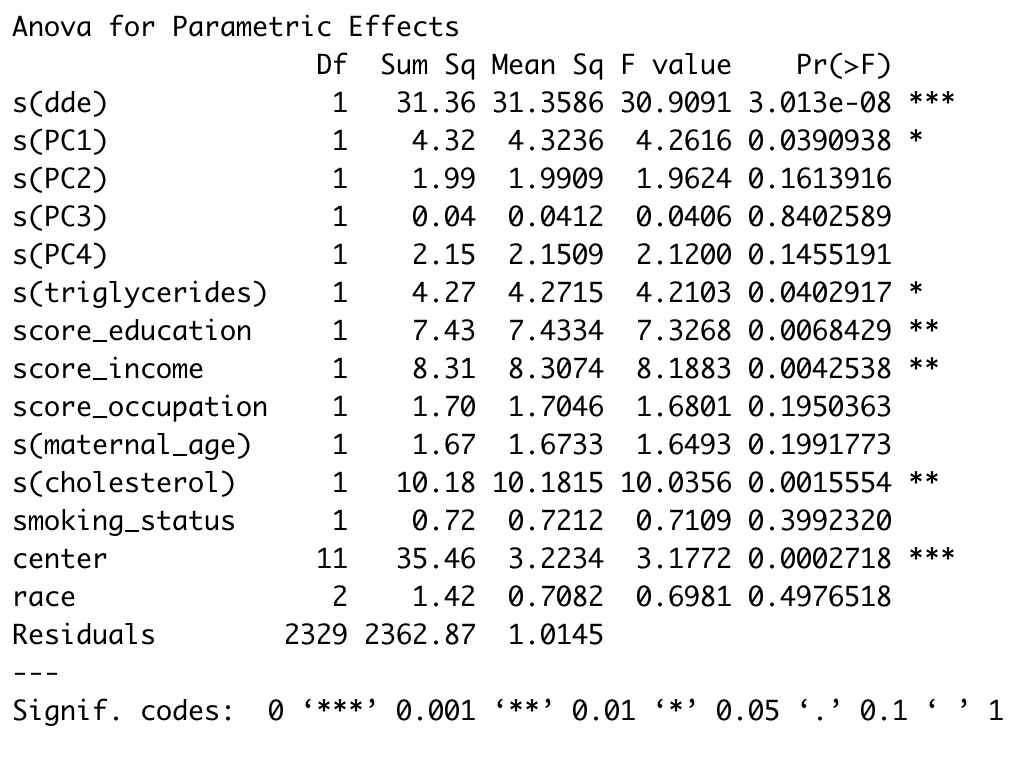 Anova for Parametric Effects
                   Df  Sum Sq Mean Sq F value    Pr(>F)
s(dde)              1   31.36 31.3586 30.9091 3.013e-08 ***
s(PC1)              1    4.32  4.3236  4.2616 0.0390938 *
s(PC2)              1    1.99  1.9909  1.9624 0.1613916
s(PC3)              1    0.04  0.0412  0.0406 0.8402589
s(PC4)              1    2.15  2.1509  2.1200 0.1455191
s(triglycerides)    1    4.27  4.2715  4.2103 0.0402917 *
score_education     1    7.43  7.4334  7.3268 0.0068429 **
score_income        1    8.31  8.3074  8.1883 0.0042538 **
score_occupation    1    1.70  1.7046  1.6801 0.1950363
s(maternal_age)     1    1.67  1.6733  1.6493 0.1991773
s(cholesterol)      1   10.18 10.1815 10.0356 0.0015554 **
smoking_status      1    0.72  0.7212  0.7109 0.3992320
center             11   35.46  3.2234  3.1772 0.0002718 ***
race                2    1.42  0.7082  0.6981 0.4976518
Residuals        2329 2362.87  1.0145
---
Signif. codes:  0 ‘***’ 0.001 ‘**’ 0.01 ‘*’ 0.05 ‘.’ 0.1 ‘ ’ 1